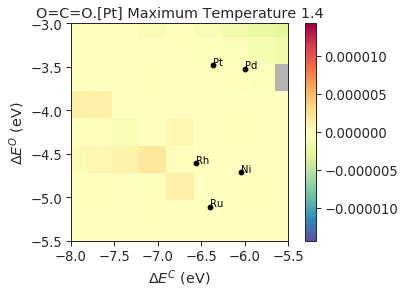 O=C=O.[Pt] Maximum Temperature 1.4
−3.0
−3.5
−4.0
−4.5
−5.0
−5.5
ΔE^O (eV)
Pt
Pd
Rh
Ni
Ru
−8.0 −7.5 −7.0 −6.5 −6.0 −5.5
ΔE^C (eV)
0.000010
0.000005
0.000000
−0.000005
−0.000010